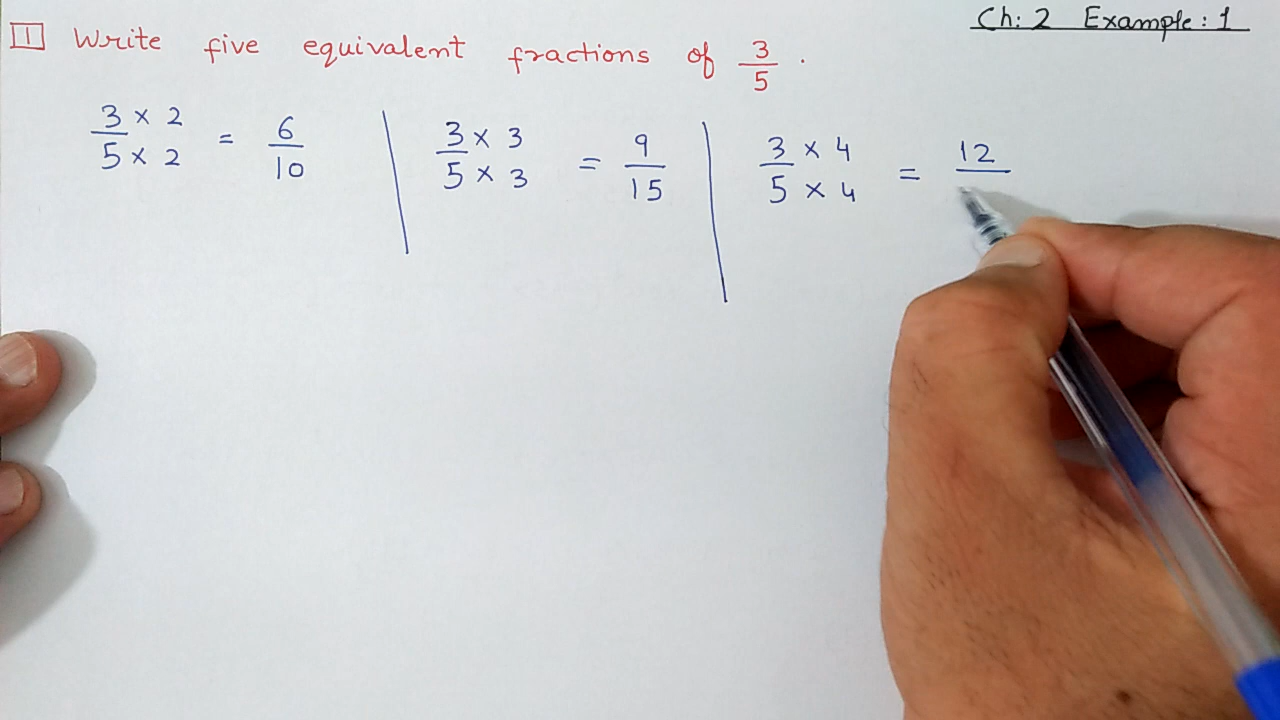 Ch: 2 Example: 1
1 Write five equivalent fractions of 3/5 .
3 × 2 / 5 × 2 = 6/10 | 3 × 3 / 5 × 3 = 9/15 | 3 × 4 / 5 × 4 = 12/